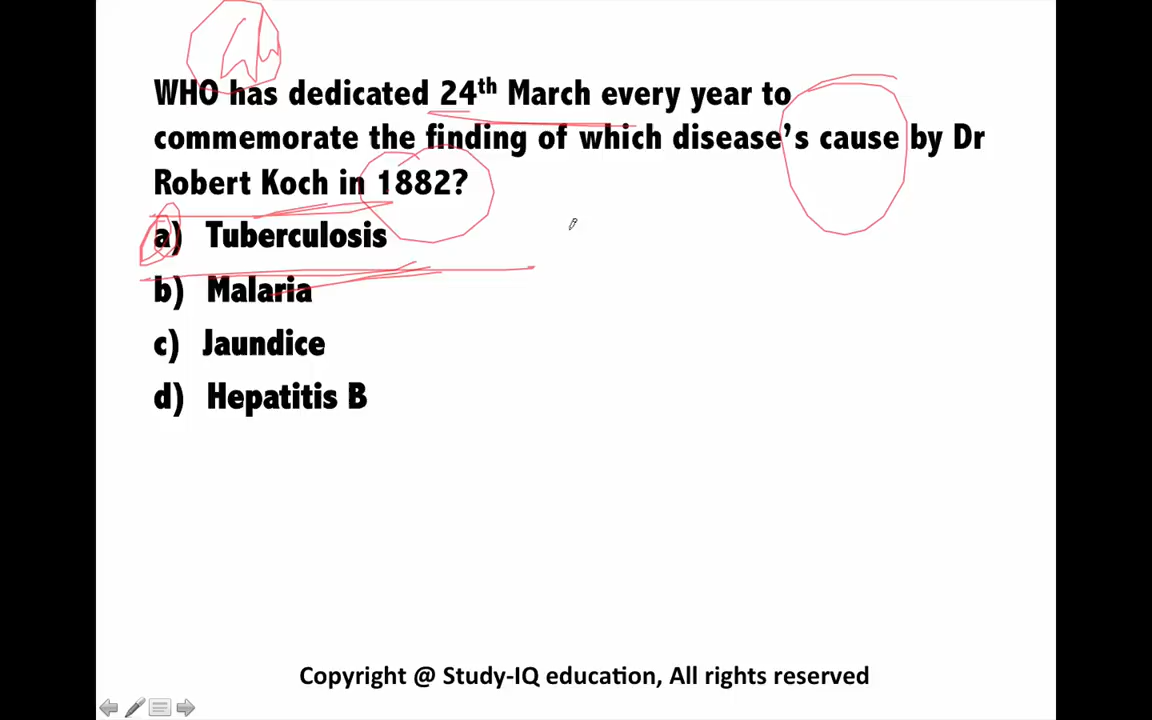 WHO has dedicated 24th March every year to
commemorate the finding of which disease's cause by Dr
Robert Koch in 1882?
a) Tuberculosis
b) Malaria
c) Jaundice
d) Hepatitis B
Copyright @ Study-IQ education, All rights reserved